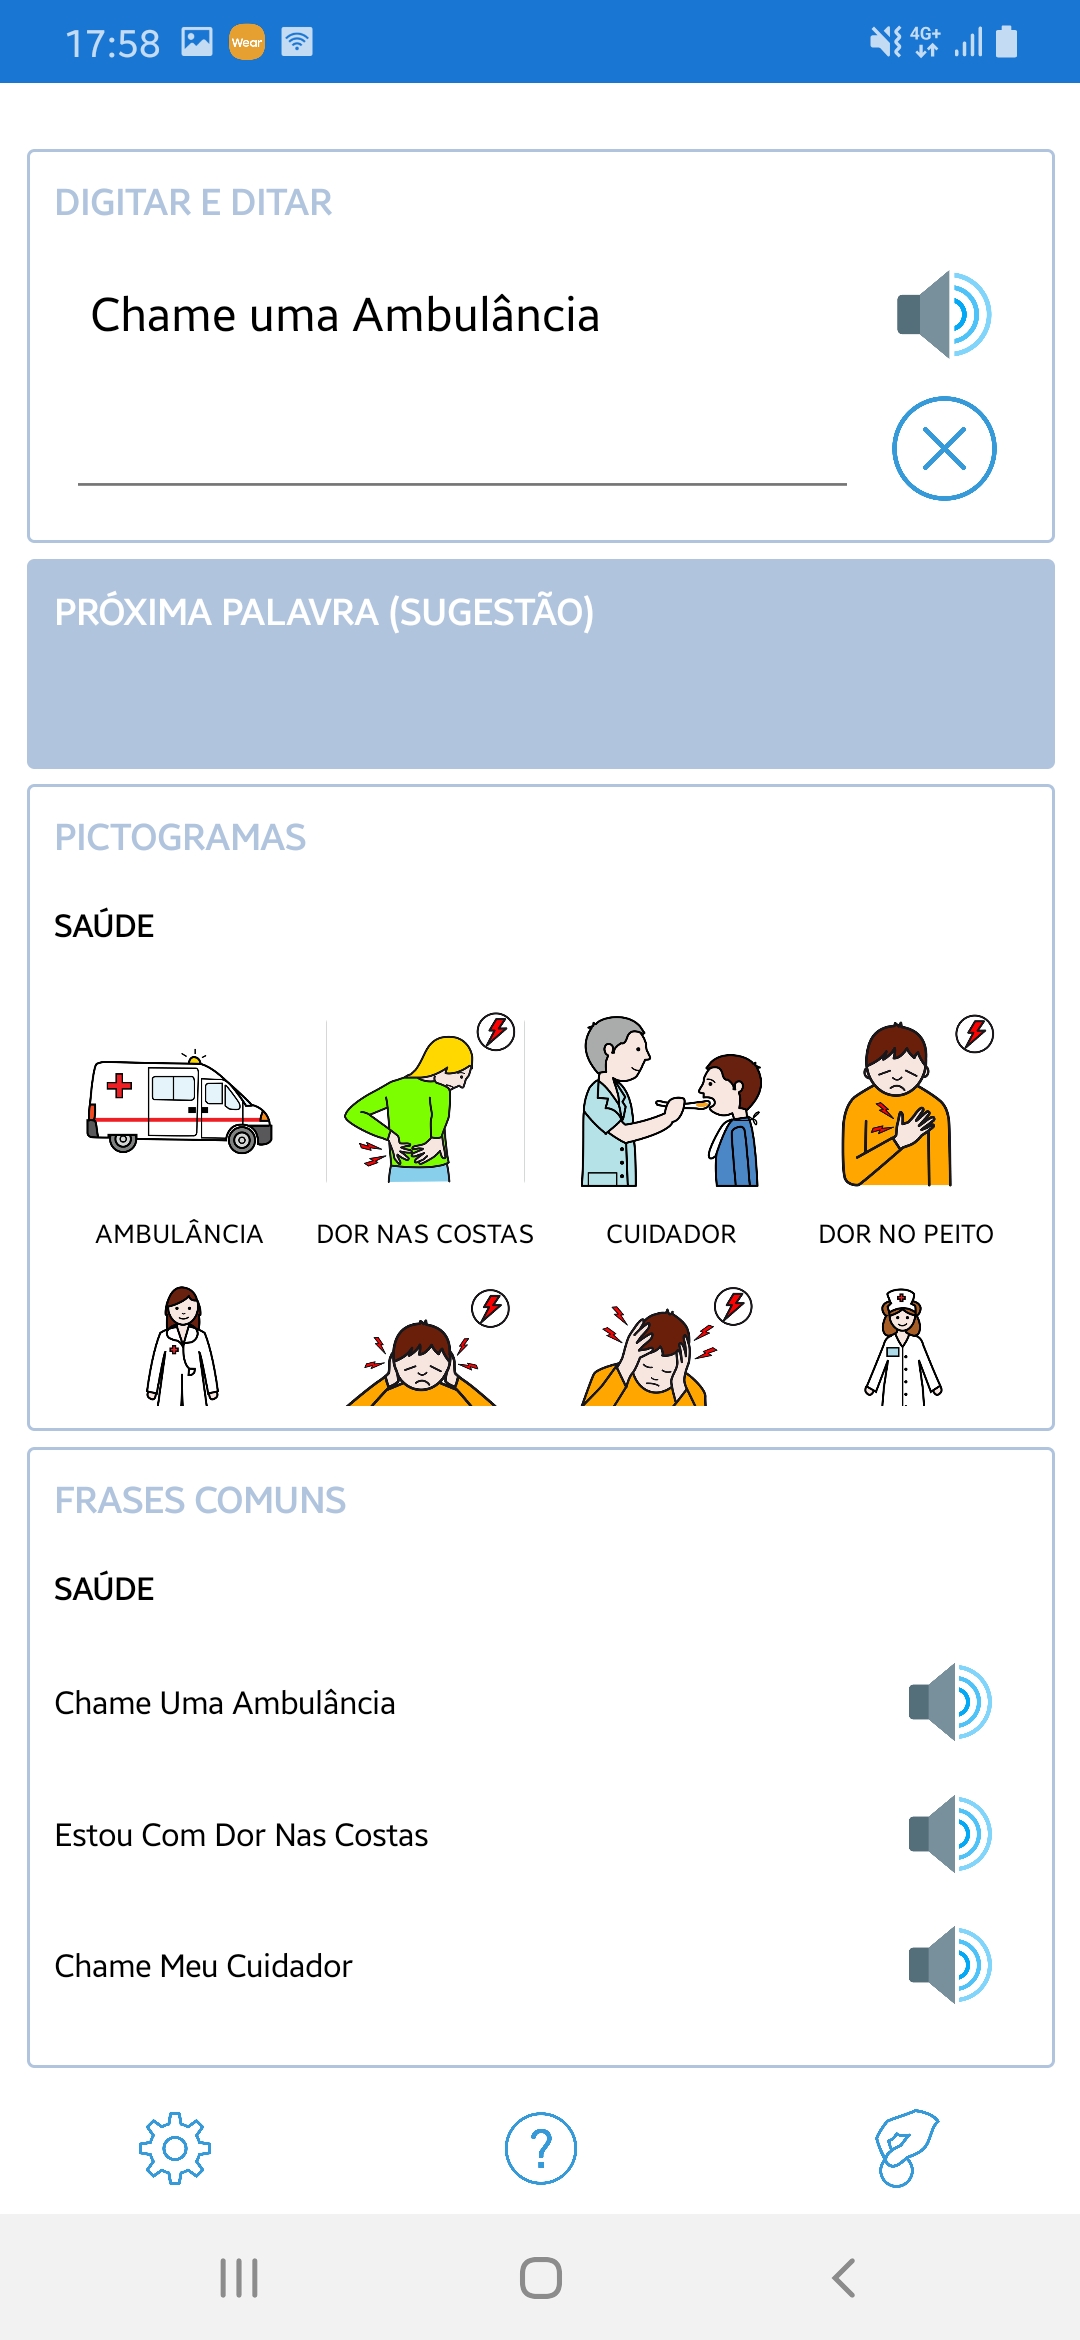 17:58 Wear 4G+
DIGITAR E DITAR
Chame uma Ambulância
PRÓXIMA PALAVRA (SUGESTÃO)
PICTOGRAMAS
SAÚDE
AMBULÂNCIA DOR NAS COSTAS CUIDADOR DOR NO PEITO
FRASES COMUNS
SAÚDE
Chame Uma Ambulância
Estou Com Dor Nas Costas
Chame Meu Cuidador